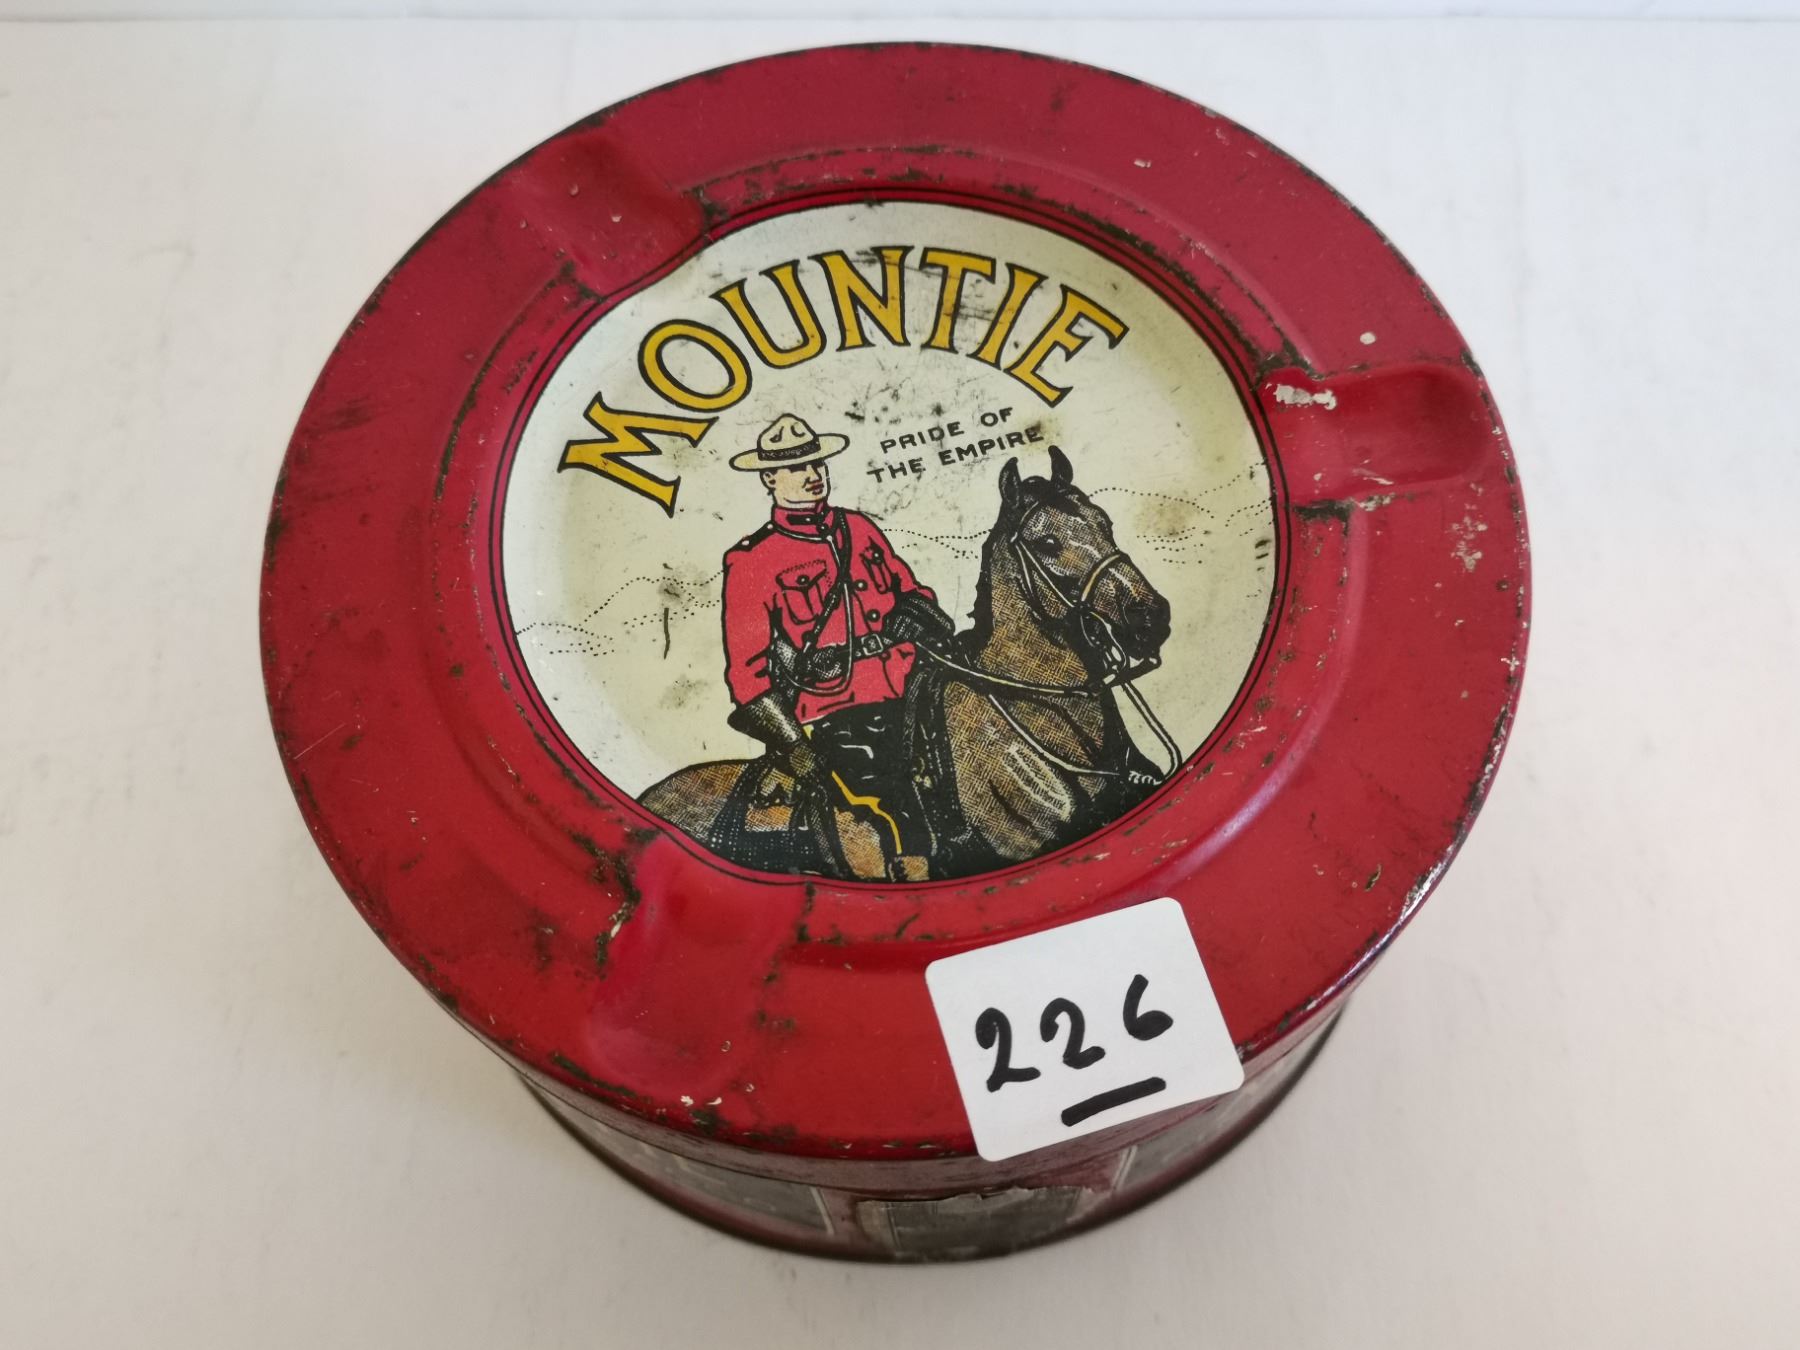 MOUNTIE
PRIDE OF
THE EMPIRE
226